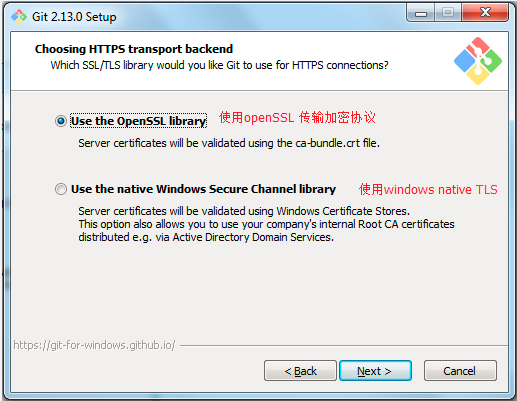 Git 2.13.0 Setup
Choosing HTTPS transport backend
Which SSL/TLS library would you like Git to use for HTTPS connections?
Use the OpenSSL library 使用openSSL 传输加密协议
Server certificates will be validated using the ca-bundle.crt file.
Use the native Windows Secure Channel library 使用windows native TLS
Server certificates will be validated using Windows Certificate Stores.
This option also allows you to use your company's internal Root CA certificates
distributed e.g. via Active Directory Domain Services.
https://git-for-windows.github.io/
< Back Next > Cancel